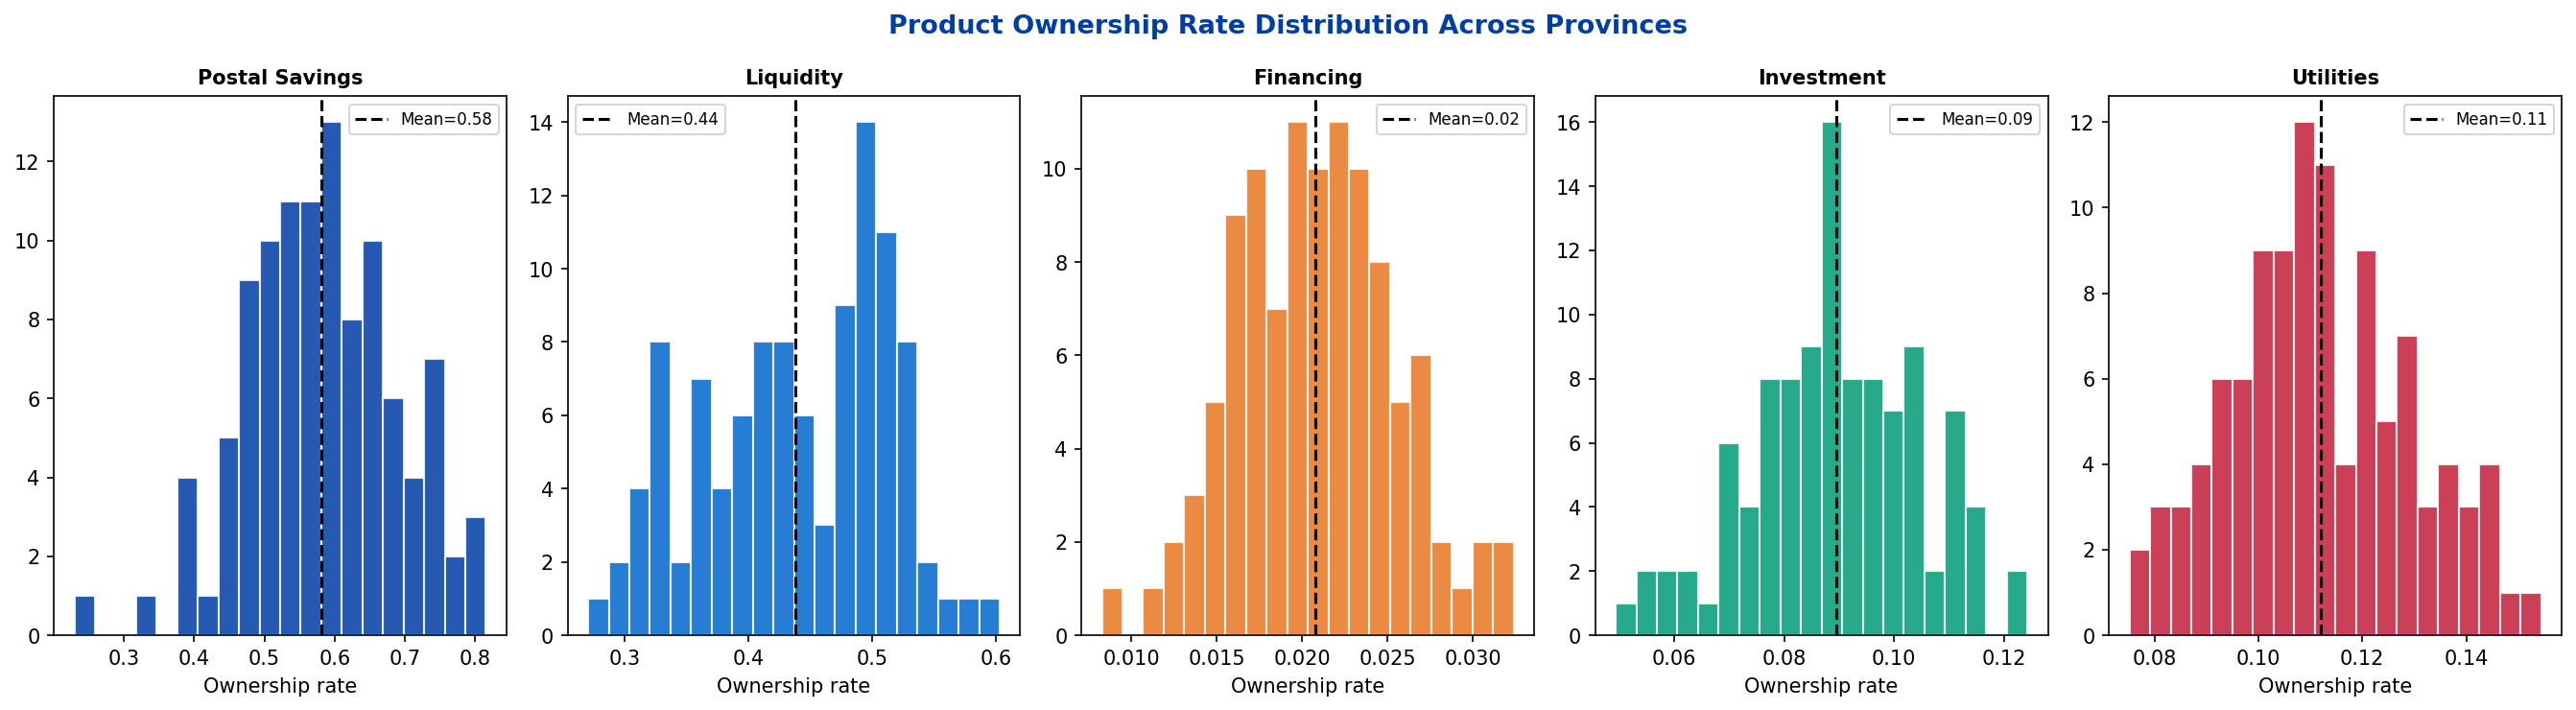 Product Ownership Rate Distribution Across Provinces
Postal Savings
Mean=0.58
12
10
8
6
4
2
0
0.3 0.4 0.5 0.6 0.7 0.8
Ownership rate
Liquidity
Mean=0.44
14
12
10
8
6
4
2
0
0.3 0.4 0.5 0.6
Ownership rate
Financing
Mean=0.02
10
8
6
4
2
0
0.010 0.015 0.020 0.025 0.030
Ownership rate
Investment
Mean=0.09
16
14
12
10
8
6
4
2
0
0.06 0.08 0.10 0.12
Ownership rate
Utilities
Mean=0.11
12
10
8
6
4
2
0
0.08 0.10 0.12 0.14
Ownership rate